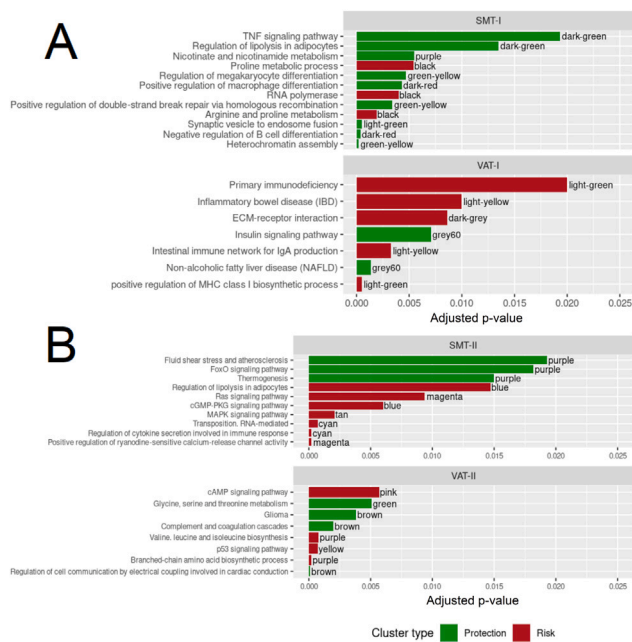 A
SMT-I
TNF signaling pathway dark-green
Regulation of lipolysis in adipocytes dark-green
Nicotinate and nicotinamide metabolism purple
Proline metabolic process black
Regulation of megakaryocyte differentiation green-yellow
Positive regulation of macrophage differentiation dark-red
RNA polymerase black
Positive regulation of double-strand break repair via homologous recombination green-yellow
Arginine and proline metabolism black
Synaptic vesicle to endosome fusion light-green
Negative regulation of B cell differentiation dark-red
Heterochromatin assembly green-yellow
VAT-I
Primary immunodeficiency light-green
Inflammatory bowel disease (IBD) light-yellow
ECM-receptor interaction dark-grey
Insulin signaling pathway grey60
Intestinal immune network for IgA production light-yellow
Non-alcoholic fatty liver disease (NAFLD) grey60
positive regulation of MHC class I biosynthetic process light-green
0.000 0.005 0.010 0.015 0.020 0.025
Adjusted p-value
B
SMT-II
Fluid shear stress and atherosclerosis purple
FoxO signaling pathway purple
Thermogenesis purple
Regulation of lipolysis in adipocytes blue
Ras signaling pathway magenta
cGMP-PKG signaling pathway blue
MAPK signaling pathway tan
Transposition. RNA-mediated cyan
Regulation of cytokine secretion involved in immune response cyan
Positive regulation of ryanodine-sensitive calcium-release channel activity magenta
0.000 0.005 0.010 0.015 0.020 0.025
VAT-II
cAMP signaling pathway pink
Glycine, serine and threonine metabolism green
Glioma brown
Complement and coagulation cascades brown
Valine. leucine and isoleucine biosynthesis purple
p53 signaling pathway yellow
Branched-chain amino acid biosynthetic process purple
Regulation of cell communication by electrical coupling involved in cardiac conduction brown
0.000 0.005 0.010 0.015 0.020 0.025
Adjusted p-value
Cluster type Protection Risk